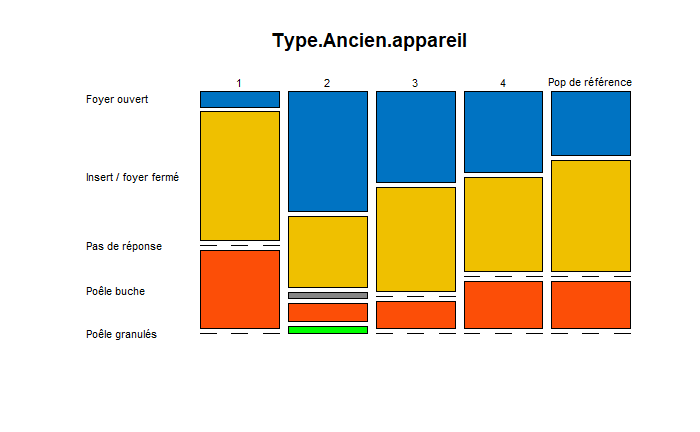 Type.Ancien.appareil
1 2 3 4 Pop de référence
Foyer ouvert
Insert / foyer fermé
Pas de réponse
Poêle buche
Poêle granulés